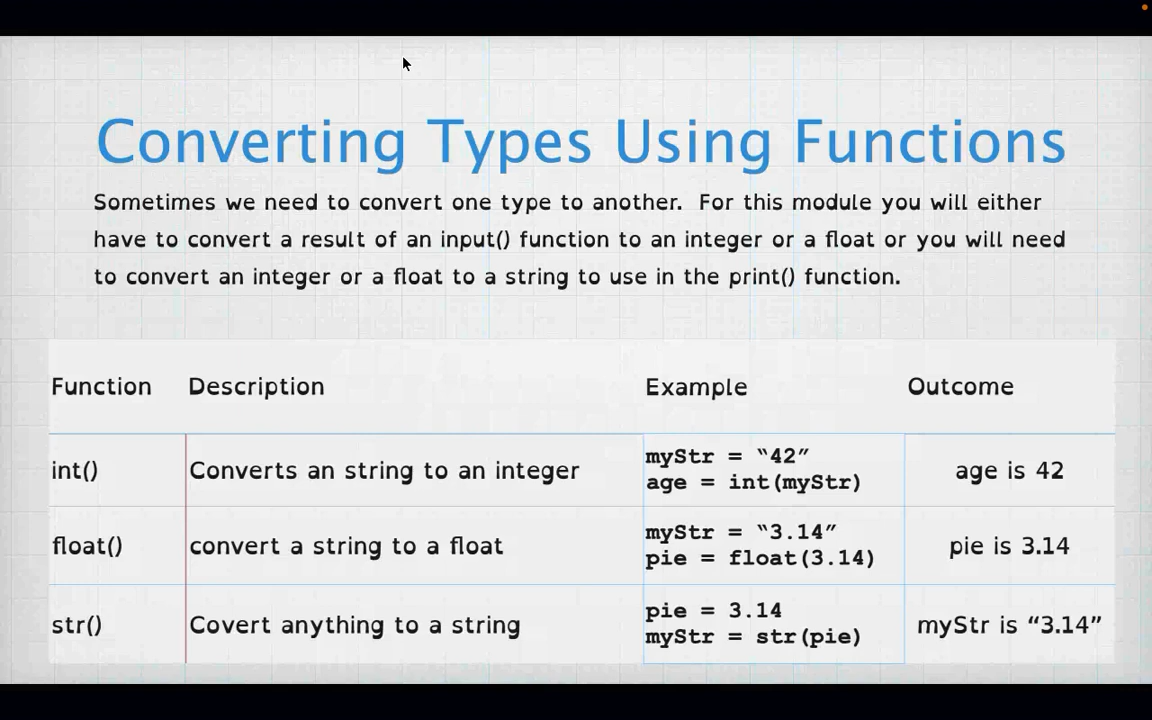 Converting Types Using Functions
Sometimes we need to convert one type to another.  For this module you will either
have to convert a result of an input() function to an integer or a float or you will need
to convert an integer or a float to a string to use in the print() function.
Function Description Example Outcome
int() Converts an string to an integer myStr = “42” age is 42
age = int(myStr)
float() convert a string to a float myStr = “3.14” pie is 3.14
pie = float(3.14)
str() Covert anything to a string pie = 3.14 myStr is “3.14”
myStr = str(pie)